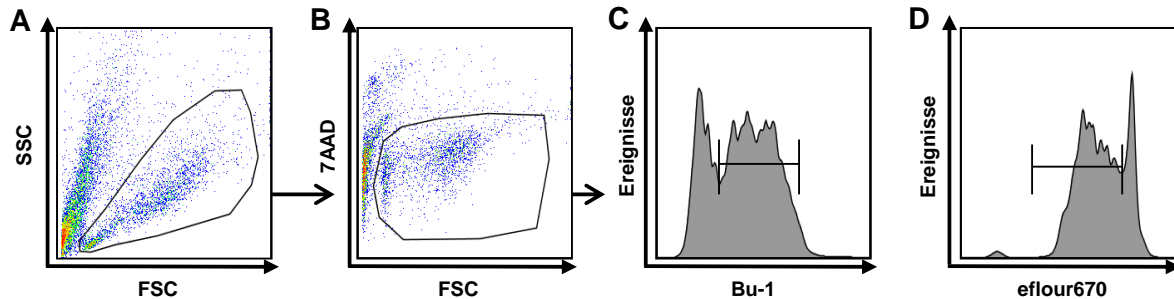 A
SSC
FSC
B
7AAD
FSC
C
Ereignisse
Bu-1
D
Ereignisse
eflour670